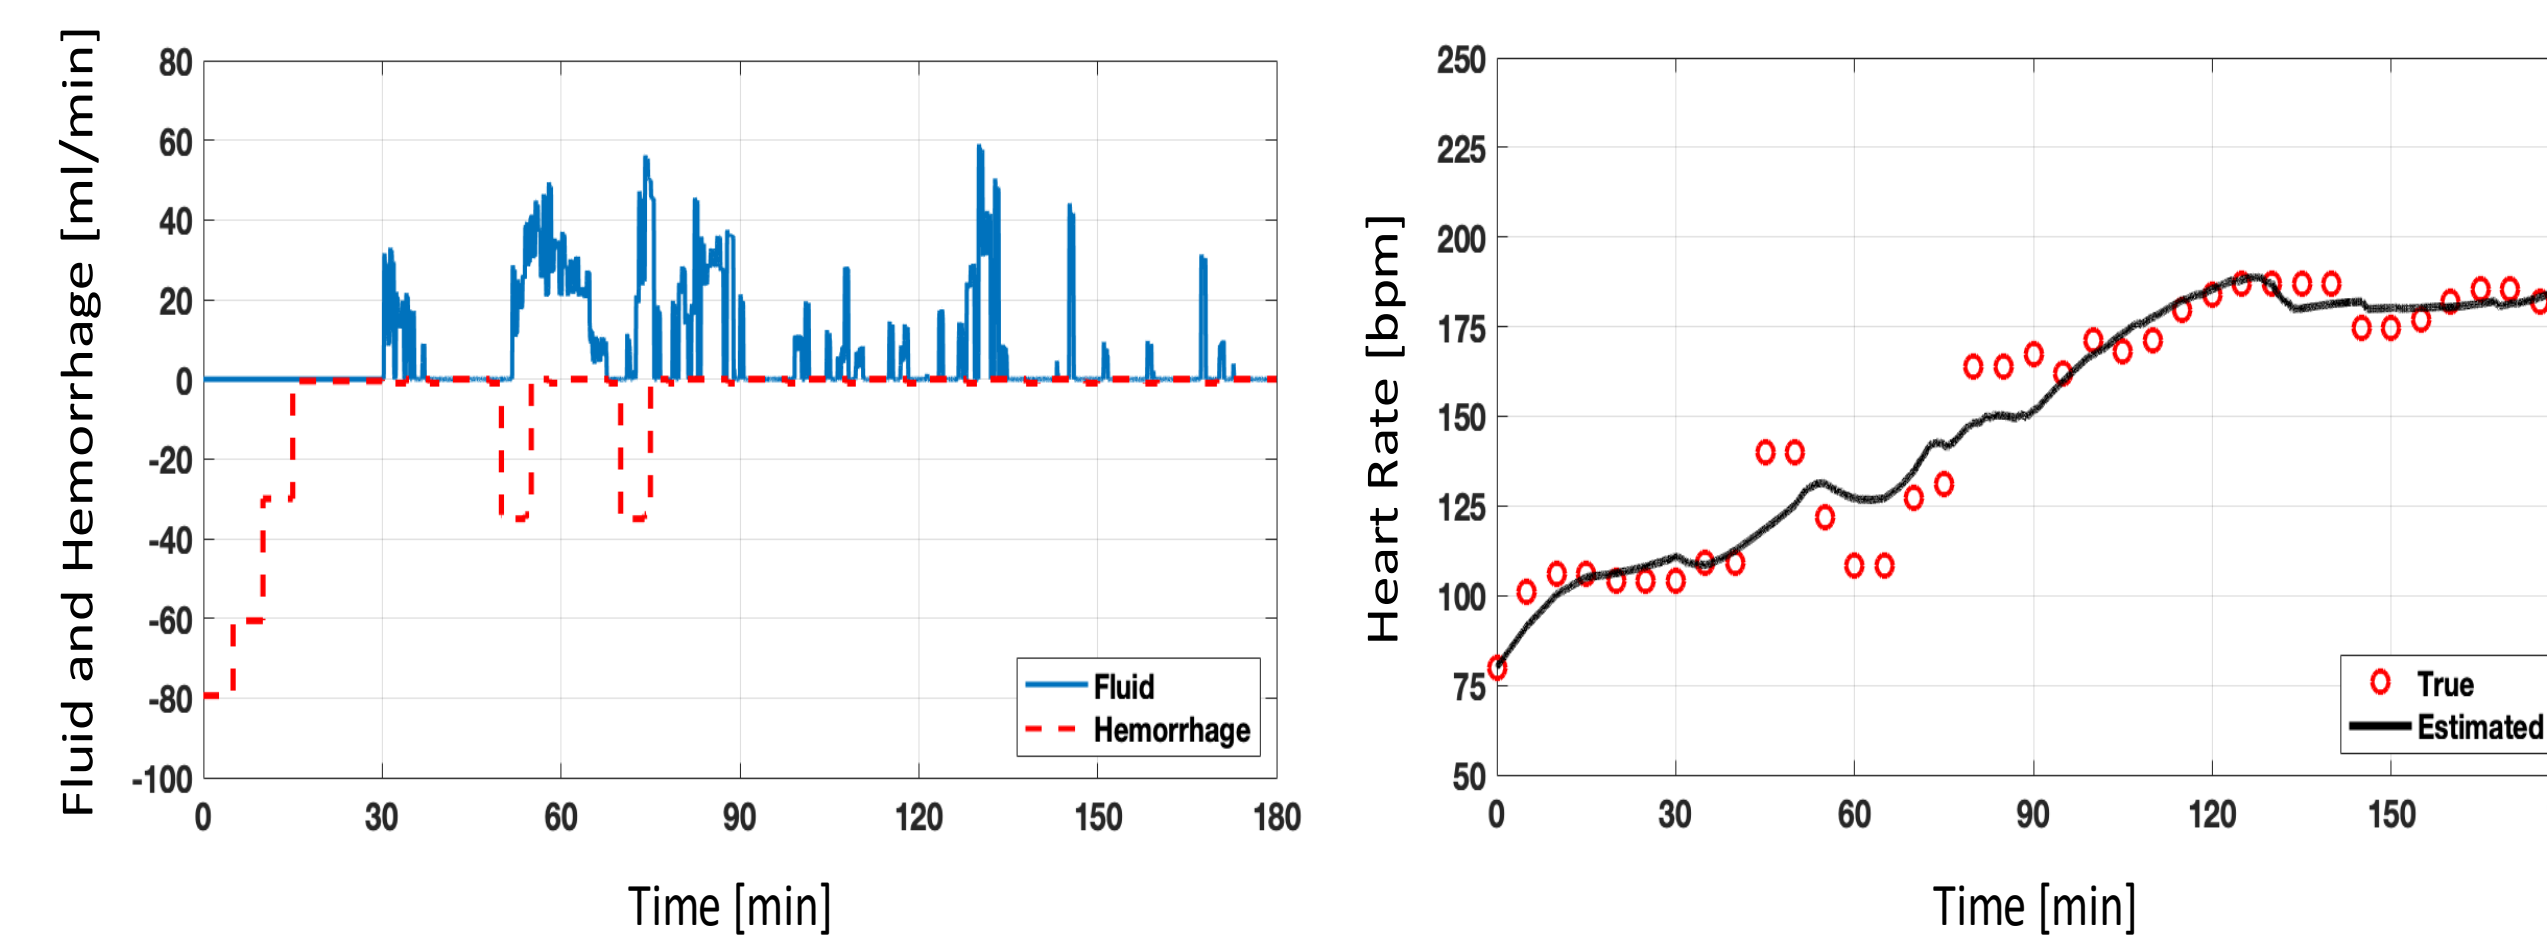 Fluid and Hemorrhage [ml/min]
80
60
40
20
0
-20
-40
-60
-80
-100
0 30 60 90 120 150 180
Time [min]
Fluid
Hemorrhage
Heart Rate [bpm]
250
225
200
175
150
125
100
75
50
0 30 60 90 120 150
Time [min]
True
Estimated